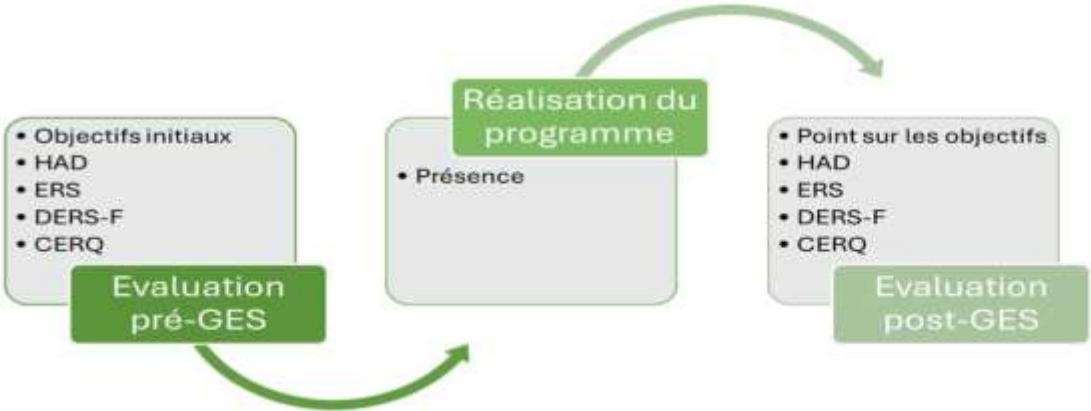 • Objectifs initiaux
• HAD
• ERS
• DERS-F
• CERQ
Evaluation
pré-GES
Réalisation du
programme
• Présence
• Point sur les objectifs
• HAD
• ERS
• DERS-F
• CERQ
Evaluation
post-GES